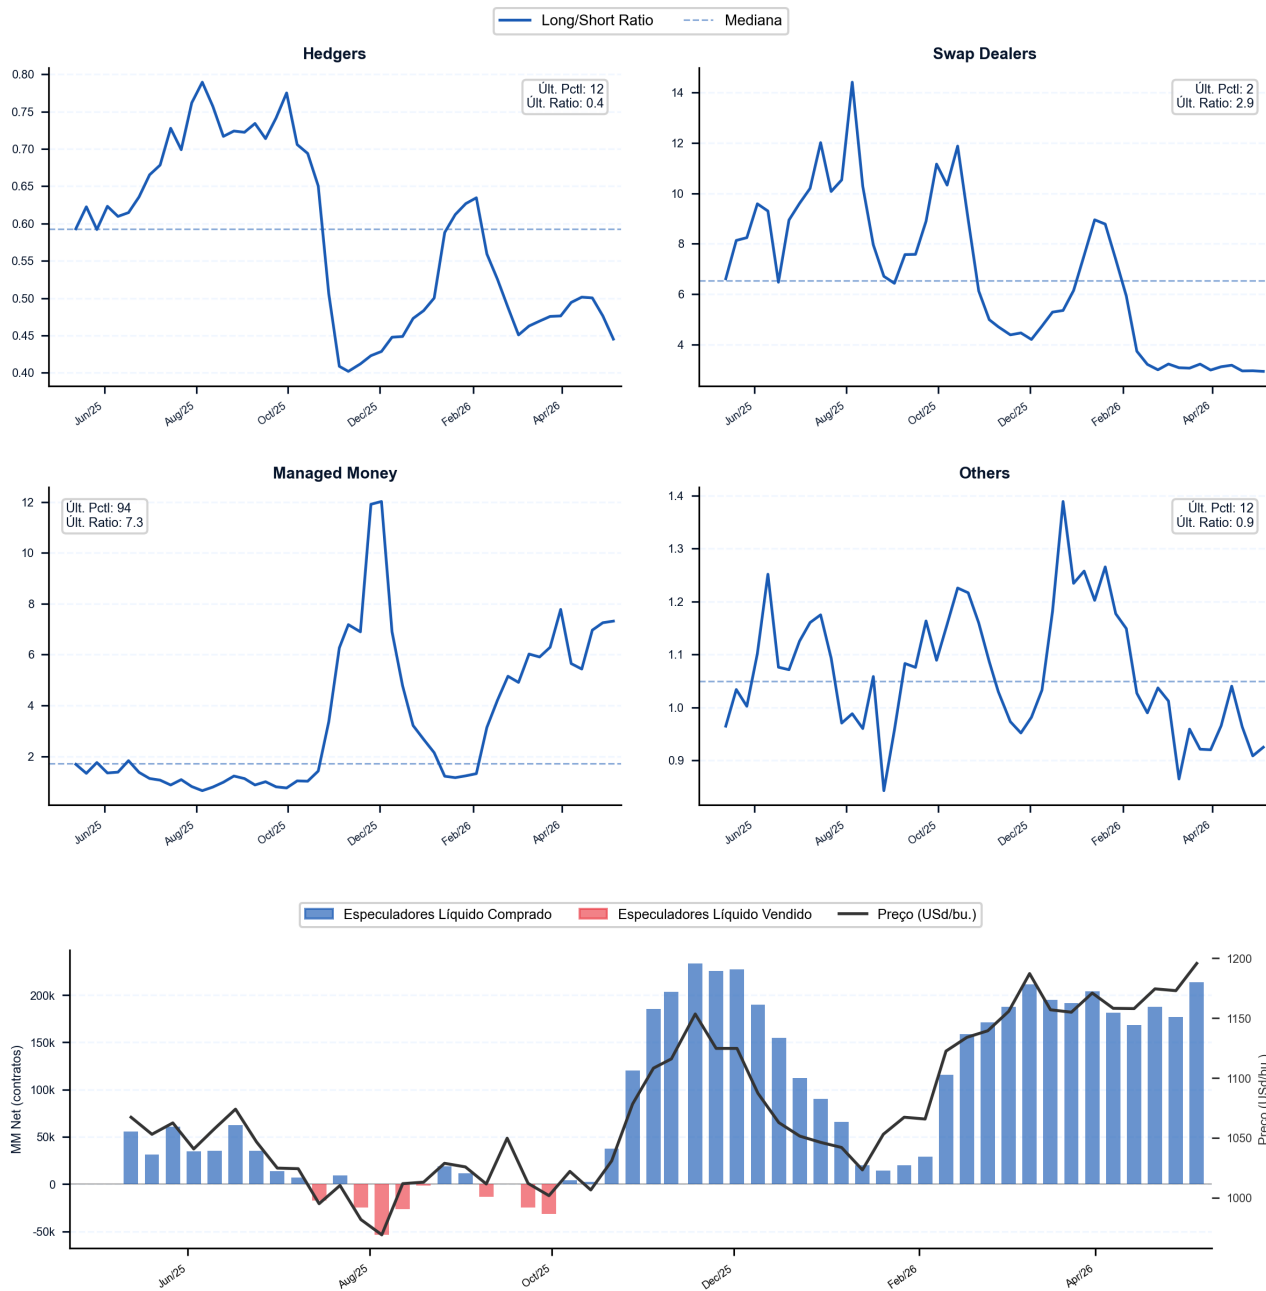 Long/Short Ratio
Mediana
Hedgers
Últ. Pctl: 12
Últ. Ratio: 0.4
0.80
0.75
0.70
0.65
0.60
0.55
0.50
0.45
0.40
Jun/25
Aug/25
Oct/25
Dec/25
Feb/26
Apr/26
Swap Dealers
Últ. Pctl: 2
Últ. Ratio: 2.9
14
12
10
8
6
4
Jun/25
Aug/25
Oct/25
Dec/25
Feb/26
Apr/26
Managed Money
Últ. Pctl: 94
Últ. Ratio: 7.3
12
10
8
6
4
2
Jun/25
Aug/25
Oct/25
Dec/25
Feb/26
Apr/26
Others
Últ. Pctl: 12
Últ. Ratio: 0.9
1.4
1.3
1.2
1.1
1.0
0.9
Jun/25
Aug/25
Oct/25
Dec/25
Feb/26
Apr/26
Especuladores Líquido Comprado
Especuladores Líquido Vendido
Preço (USd/bu.)
MM Net (contratos)
200k
150k
100k
50k
0
-50k
1200
1150
1100
1050
1000
Preço (USd/bu.)
Jun/25
Aug/25
Oct/25
Dec/25
Feb/26
Apr/26